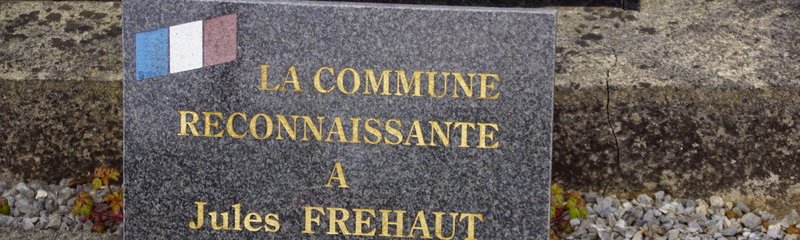 LA COMMUNE
RECONNAISSANTE
A
Jules FREHAUT